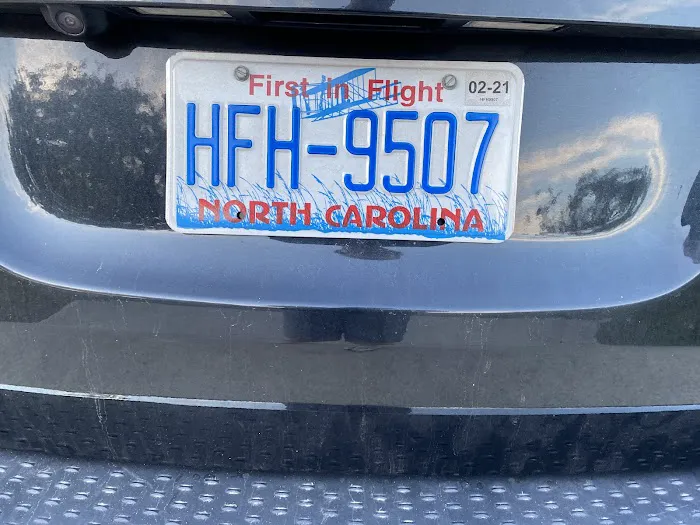 First in Flight
02-21
HFH-9507
NORTH CAROLINA